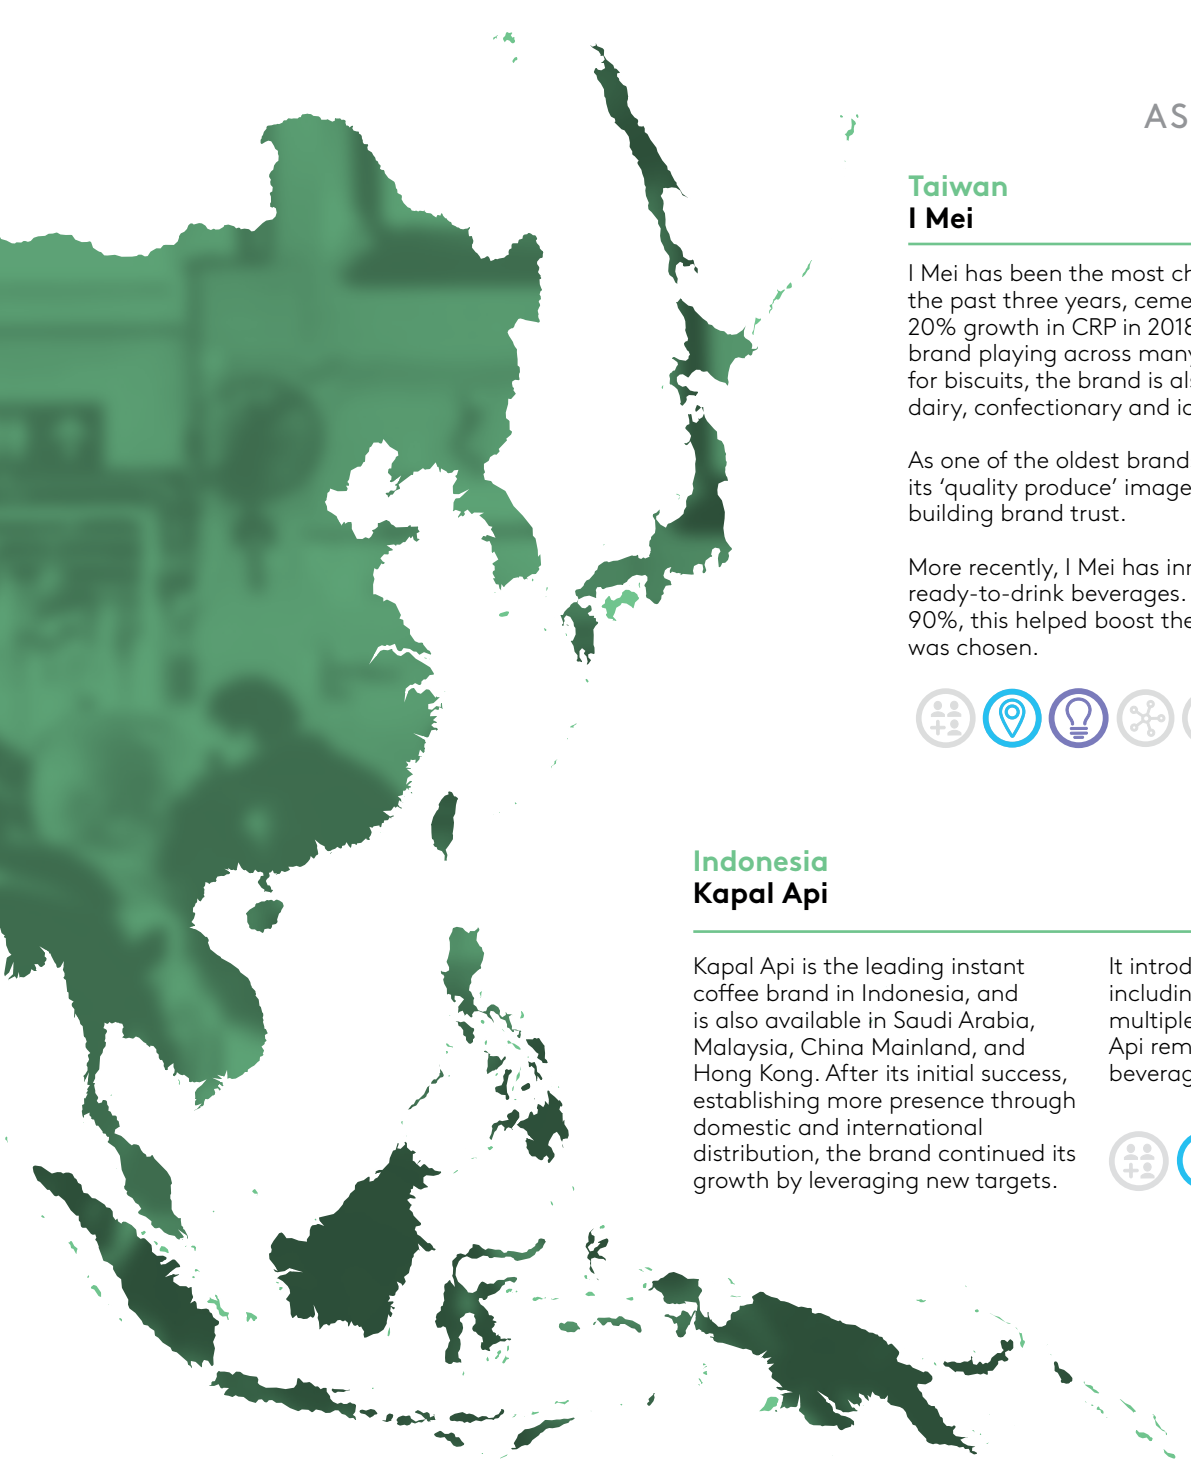 AS
Taiwan
I Mei
I Mei has been the most ch
the past three years, ceme
20% growth in CRP in 2018
brand playing across many
for biscuits, the brand is al
dairy, confectionary and ic
As one of the oldest brand
its ‘quality produce’ image
building brand trust.
More recently, I Mei has inn
ready-to-drink beverages.
90%, this helped boost the
was chosen.
Indonesia
Kapal Api
Kapal Api is the leading instant
coffee brand in Indonesia, and
is also available in Saudi Arabia,
Malaysia, China Mainland, and
Hong Kong. After its initial success,
establishing more presence through
domestic and international
distribution, the brand continued its
growth by leveraging new targets.
It introd
includin
multiple
Api rem
beverag